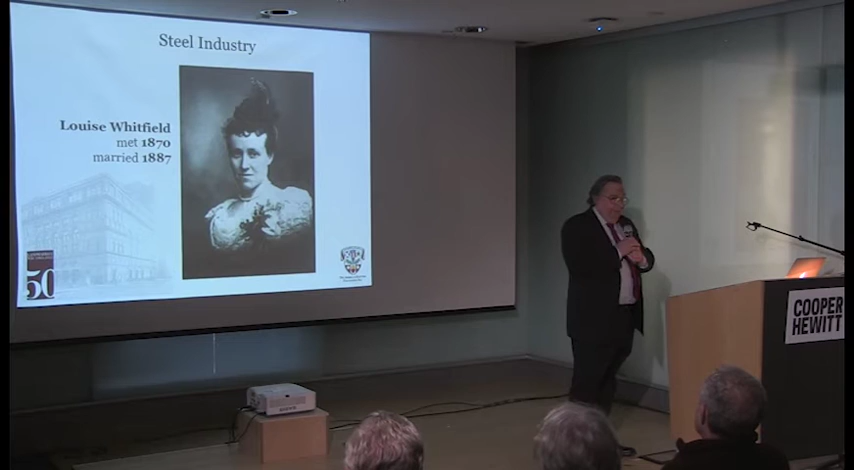 Steel Industry
Louise Whitfield
met 1870
married 1887
50
COOPER
HEWITT